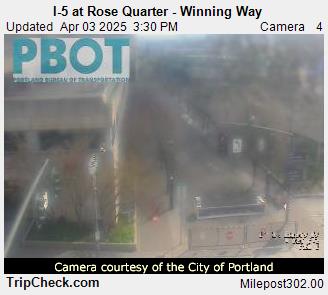 I-5 at Rose Quarter - Winning Way
Updated Apr 03 2025 3:30 PM Camera 4
PBOT
PORTLAND BUREAU OF TRANSPORTATION
Camera courtesy of the City of Portland
TripCheck.com Milepost302.00